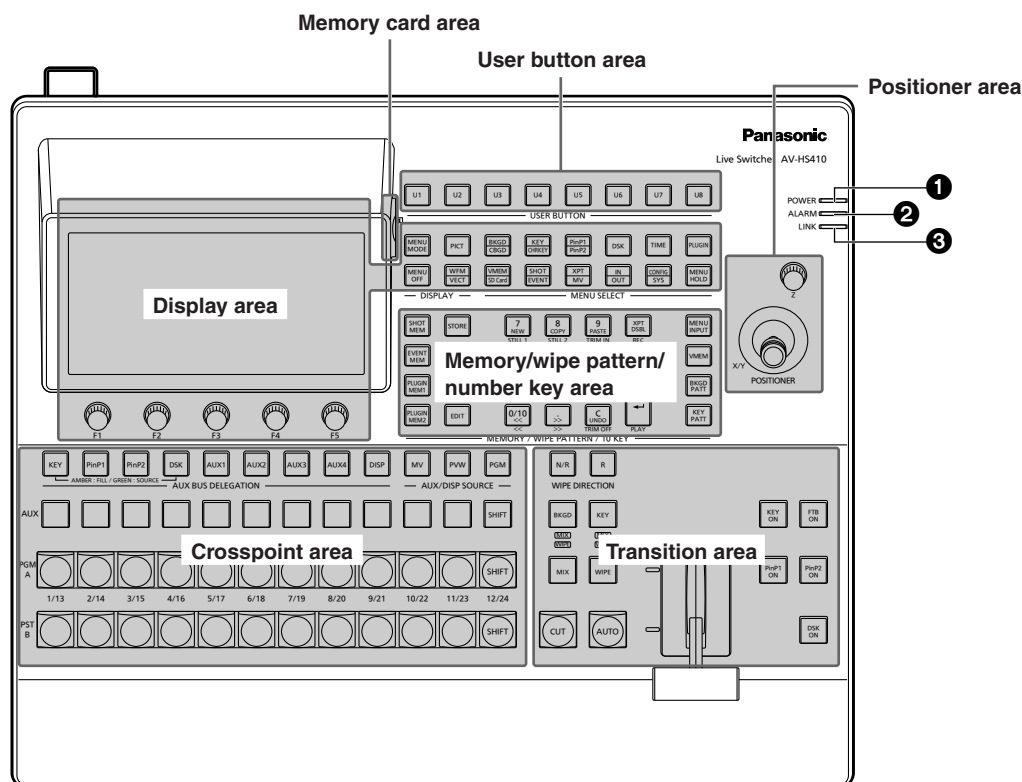 Memory card area
User button area
Positioner area
Panasonic
Live Switcher AV-HS410
POWER
ALARM
LINK
1
2
3
U1 U2 U3 U4 U5 U6 U7 U8
USER BUTTON
MENU MODE PICT BKGD CBGD KEY CHRKEY PinP1 PinP2 DSK TIME PLUGIN
MENU OFF WFM VECT VMEM SD Card SHOT EVENT XPT MV IN OUT CONFIG SYS MENU HOLD
DISPLAY MENU SELECT
Display area
Z
X/Y
POSITIONER
SHOT MEM STORE 7 NEW 8 COPY 9 PASTE XPT DSBL MENU INPUT
STILL 1 STILL 2 TRIM IN REC
EVENT MEM VMEM
Memory/wipe pattern/
number key area
PLUGIN MEM1 BKGD PATT
PLUGIN MEM2 EDIT 0/10 << . >> C UNDO KEY PATT
<< >> TRIM OFF PLAY
MEMORY / WIPE PATTERN / 10 KEY
F1 F2 F3 F4 F5
KEY PinP1 PinP2 DSK AUX1 AUX2 AUX3 AUX4 DISP MV PVW PGM
AMBER : FILL / GREEN : SOURCE
AUX BUS DELEGATION AUX/DISP SOURCE
AUX SHIFT
Crosspoint area
PGM A SHIFT
1/13 2/14 3/15 4/16 5/17 6/18 7/19 8/20 9/21 10/22 11/23 12/24
PST B SHIFT
N/R R
WIPE DIRECTION
BKGD KEY KEY ON FTB ON
MIX
WIPE
Transition area
MIX WIPE PinP1 ON PinP2 ON
CUT AUTO DSK ON